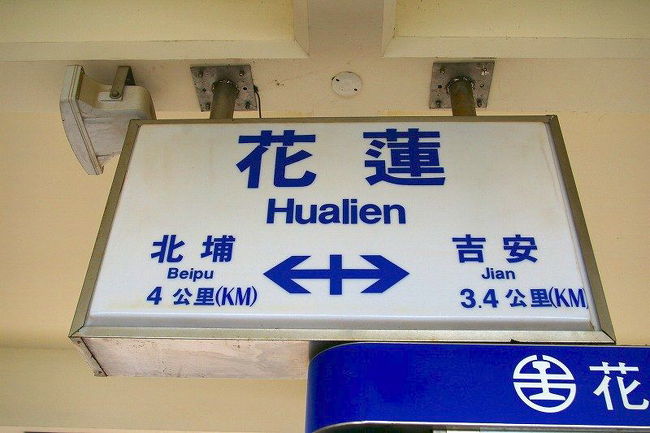 花蓮
Hualien
北埔 吉安
Beipu Jian
4 公里(KM) 3.4 公里(KM
花